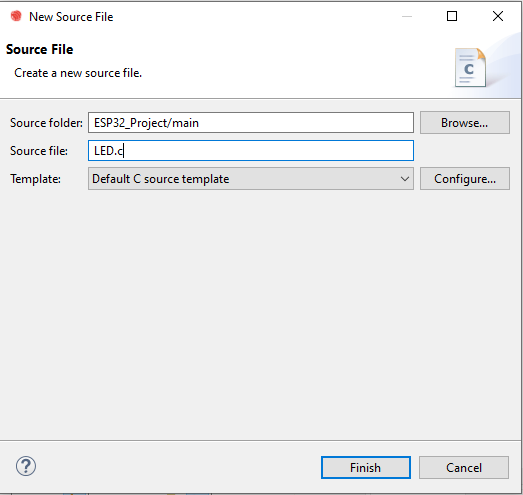 New Source File
Source File
Create a new source file.
C
Source folder: ESP32_Project/main Browse...
Source file: LED.c
Template: Default C source template Configure...
? Finish Cancel